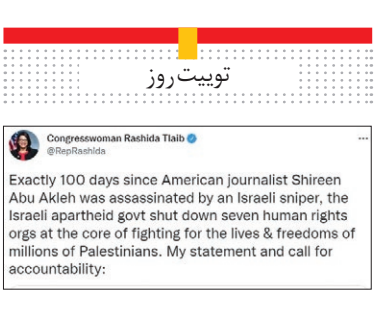 توییت روز
Congresswoman Rashida Tlaib
@RepRashida
Exactly 100 days since American journalist Shireen
Abu Akleh was assassinated by an Israeli sniper, the
Israeli apartheid govt shut down seven human rights
orgs at the core of fighting for the lives & freedoms of
millions of Palestinians. My statement and call for
accountability: